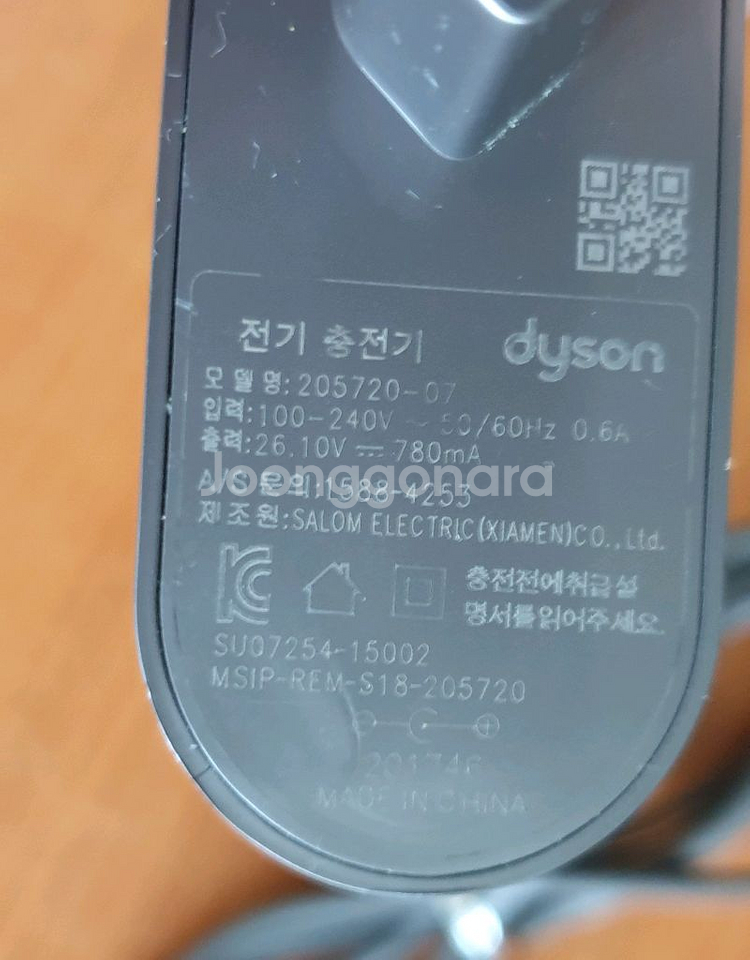 전기 충전기 dyson
모델명:205720-07
입력:100-240V ~ 50/60Hz 0.6A
출력:26.10V 780mA
A/S 문의:1588-4253
Joonggonara
제조원:SALOM ELECTRIC(XIAMEN)CO.,Ltd.
충전전에취급설
명서를읽어주세요.
SU07254-15002
MSIP-REM-S18-205720
MADE IN CHINA